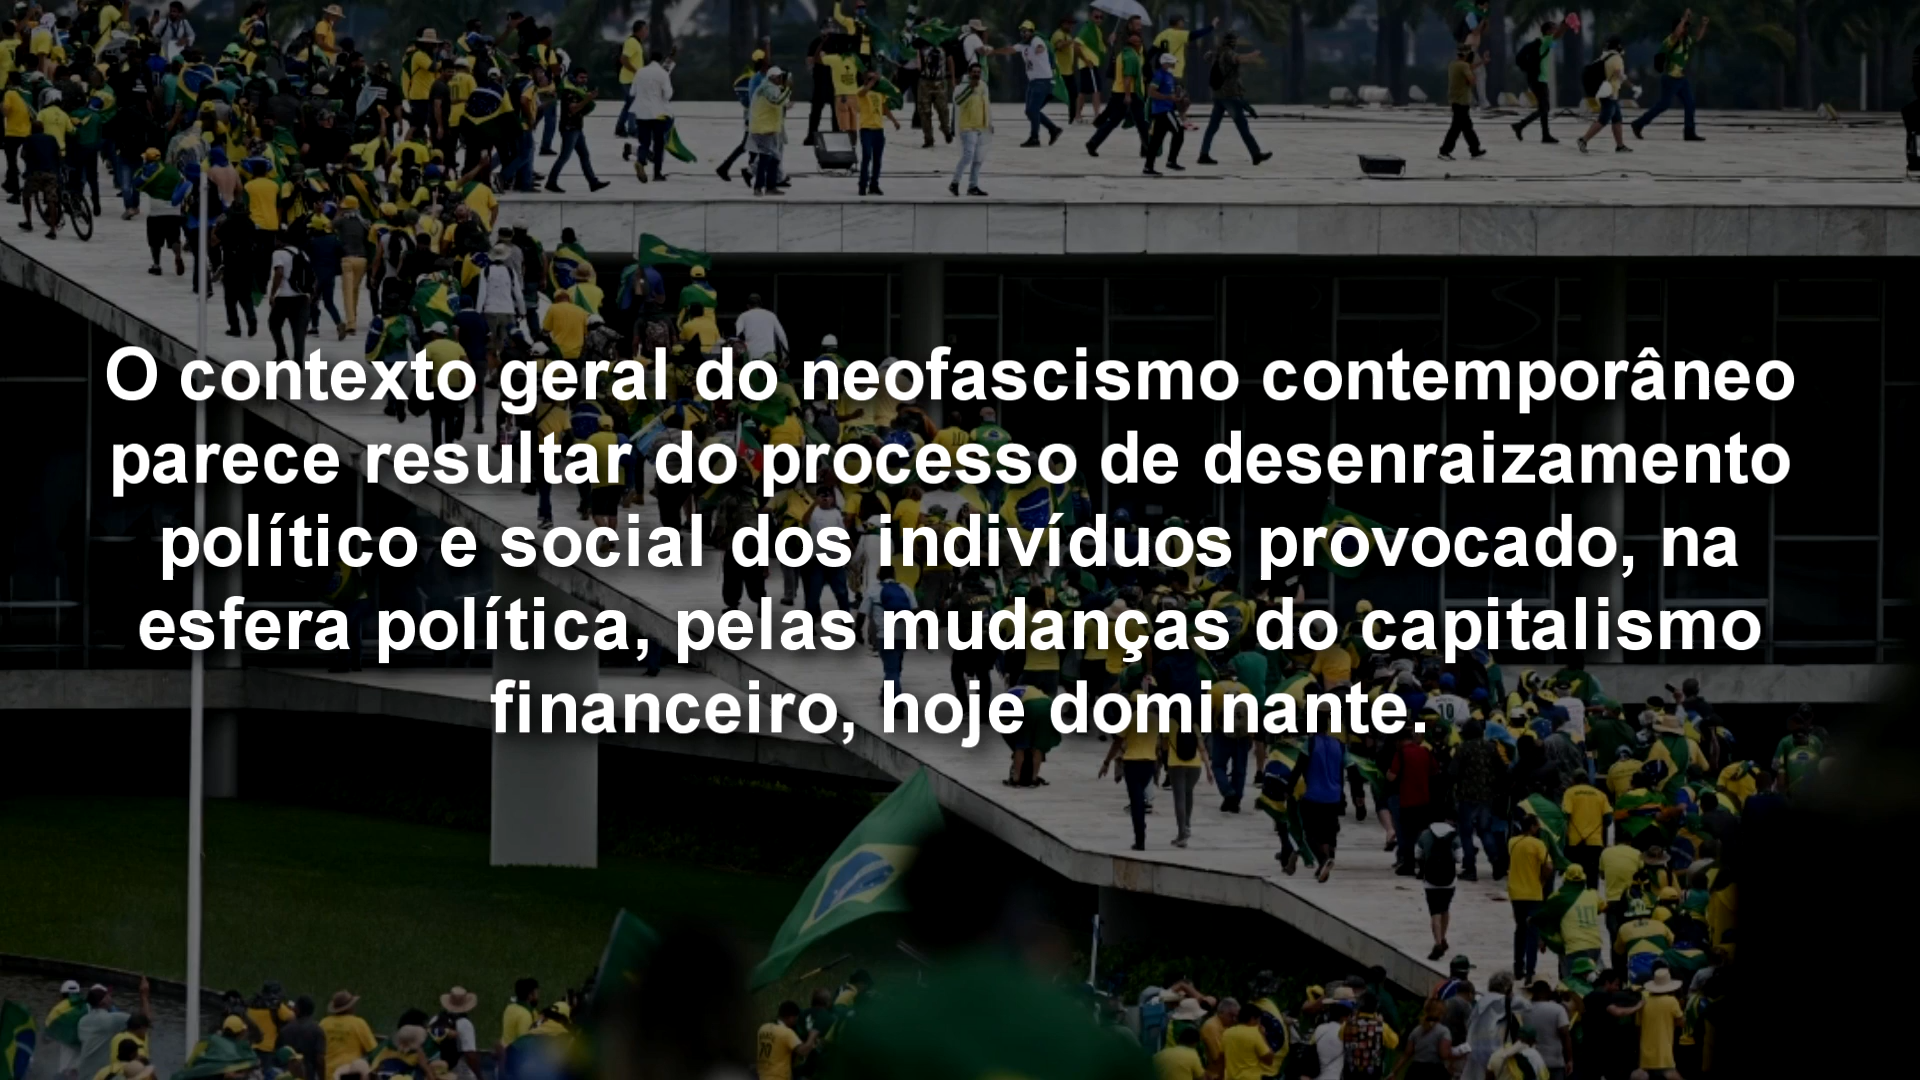 O contexto geral do neofascismo contemporâneo
parece resultar do processo de desenraizamento
político e social dos indivíduos provocado, na
esfera política, pelas mudanças do capitalismo
financeiro, hoje dominante.